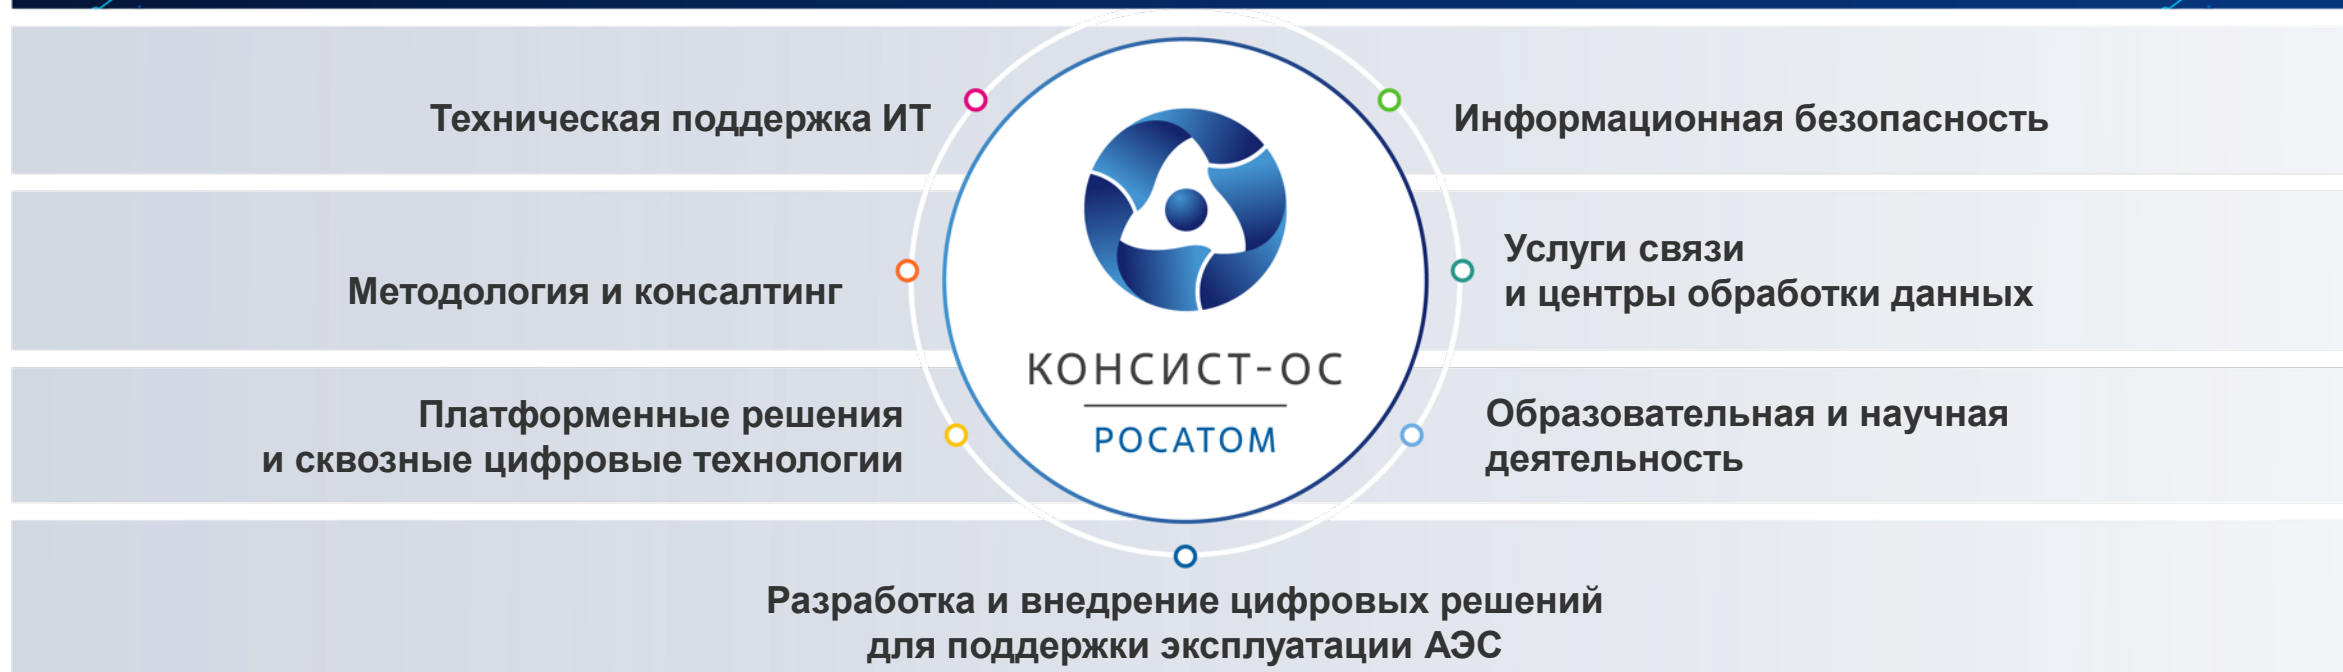 Техническая поддержка ИТ
Информационная безопасность
Методология и консалтинг
Услуги связи
и центры обработки данных
КОНСИСТ-ОС
РОСАТОМ
Платформенные решения
и сквозные цифровые технологии
Образовательная и научная
деятельность
Разработка и внедрение цифровых решений
для поддержки эксплуатации АЭС